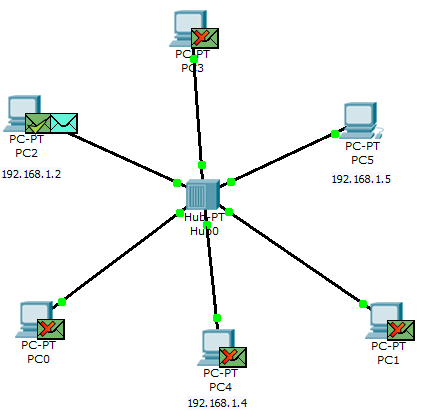 PC-PT
PC3
PC-PT
PC2
192.168.1.2
PC-PT
PC5
192.168.1.5
Hub-PT
Hub0
PC-PT
PC0
PC-PT
PC4
192.168.1.4
PC-PT
PC1